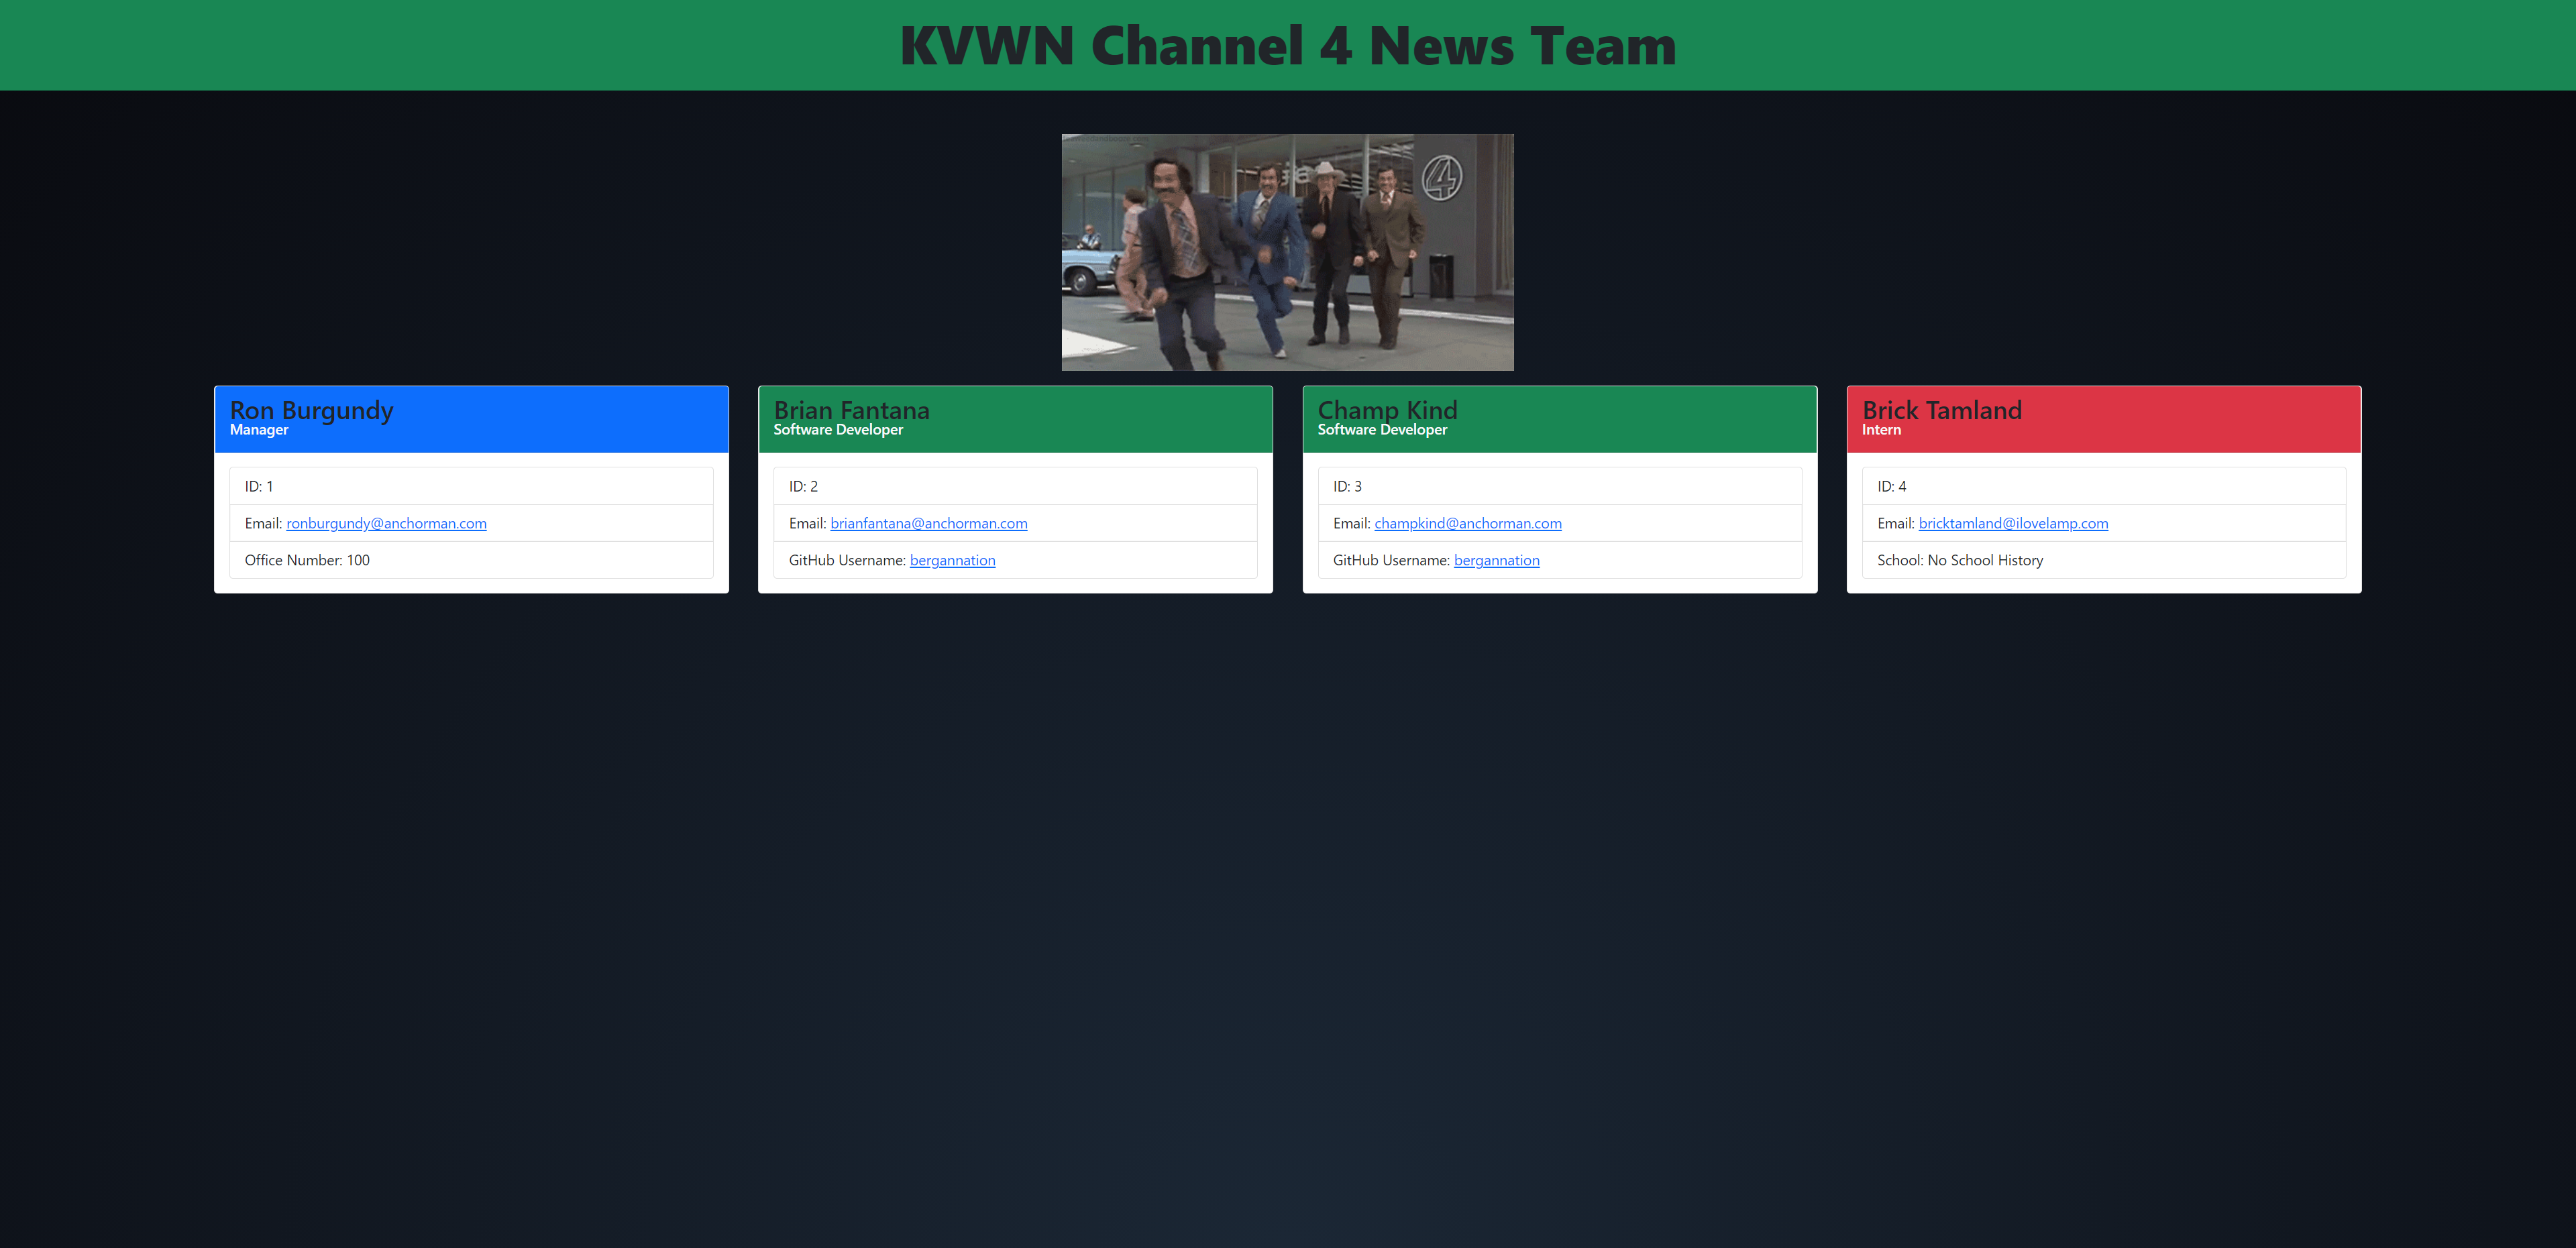 KVWN Channel 4 News Team
4
Ron Burgundy
Manager
ID: 1
Email: ronburgundy@anchorman.com
Office Number: 100
Brian Fantana
Software Developer
ID: 2
Email: brianfantana@anchorman.com
GitHub Username: bergannation
Champ Kind
Software Developer
ID: 3
Email: champkind@anchorman.com
GitHub Username: bergannation
Brick Tamland
Intern
ID: 4
Email: bricktamland@ilovelamp.com
School: No School History